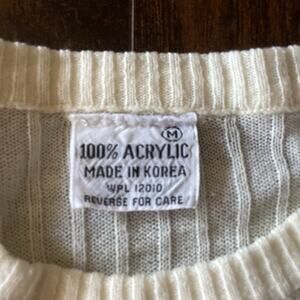 M
100% ACRYLIC
MADE IN KOREA
WPL 12010
REVERSE FOR CARE